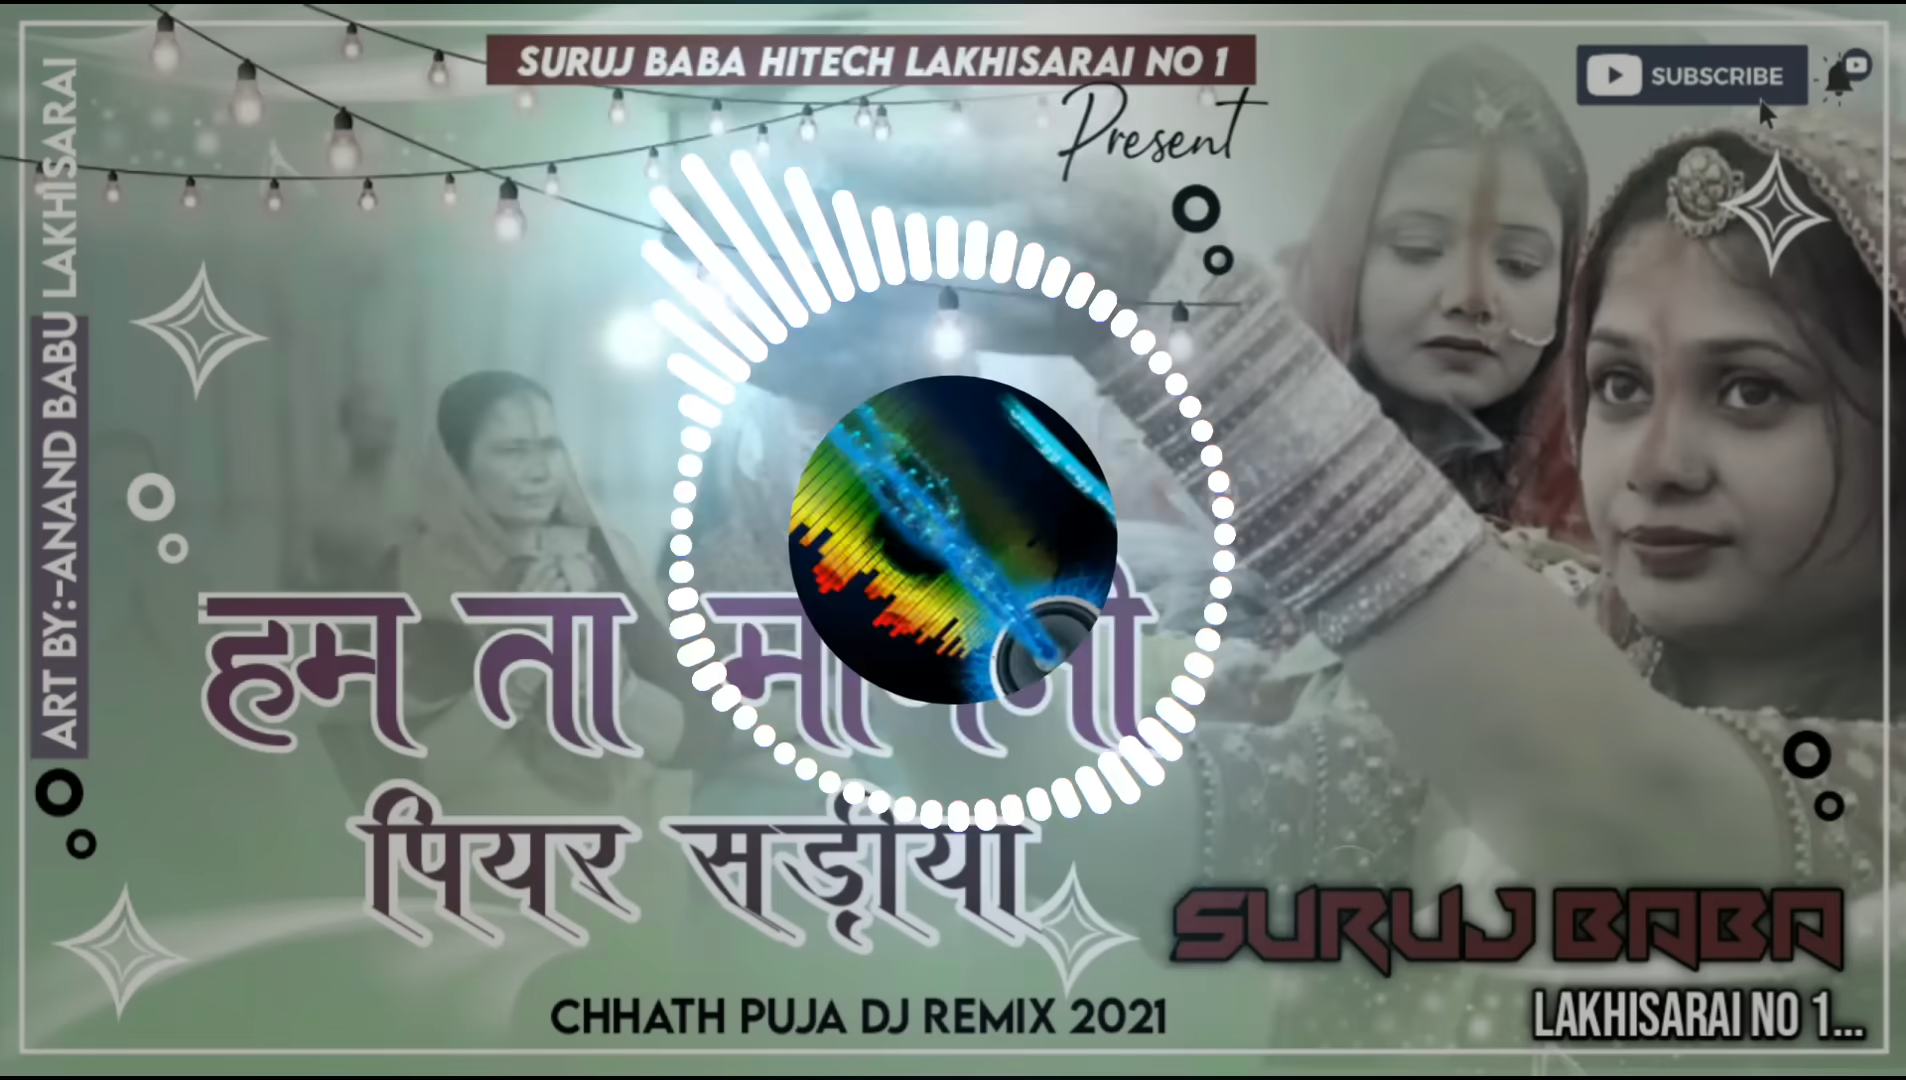 SURUJ BABA HITECH LAKHISARAI NO 1
Present
SUBSCRIBE
ART BY:-ANAND BABU LAKHISARAI
हम ता
पियर सड़ीया
SURUJ BABA
LAKHISARAI NO 1...
CHHATH PUJA DJ REMIX 2021